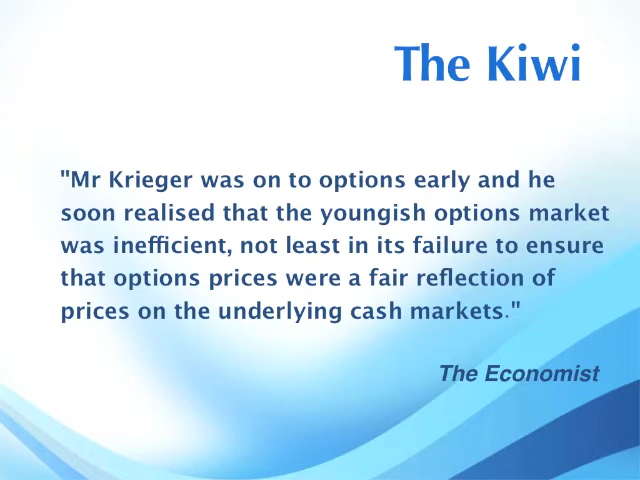 The Kiwi
"Mr Krieger was on to options early and he
soon realised that the youngish options market
was inefficient, not least in its failure to ensure
that options prices were a fair reflection of
prices on the underlying cash markets."
The Economist